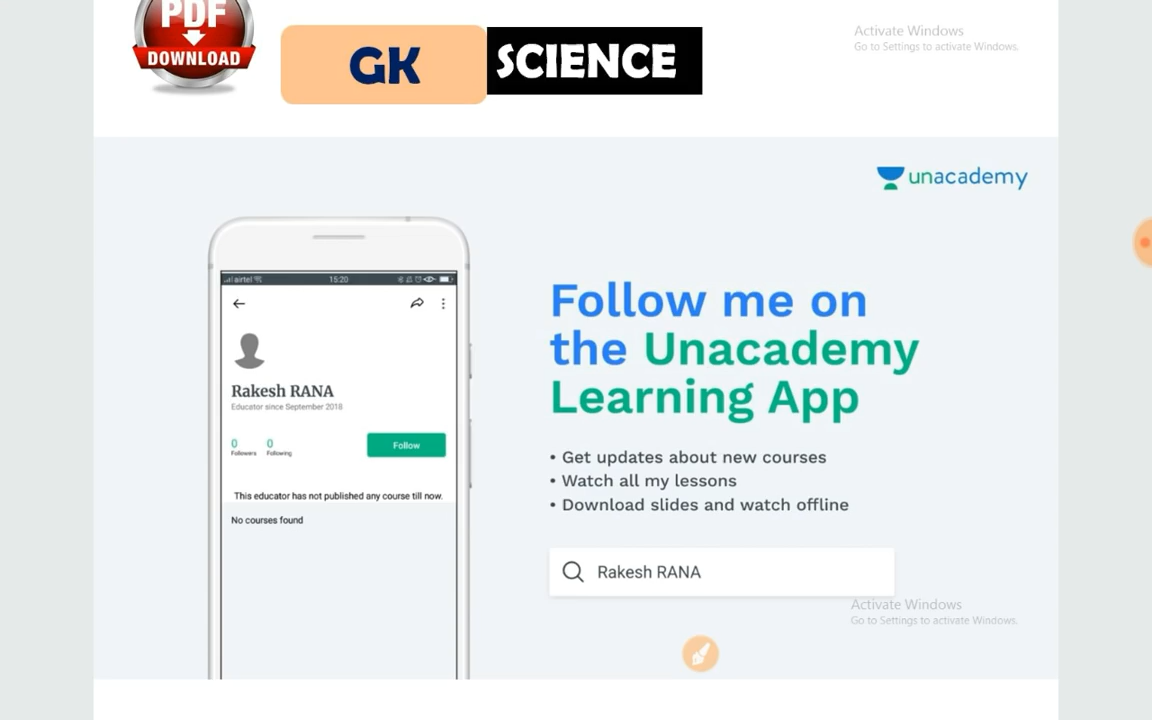 PDF
DOWNLOAD
GK
SCIENCE
Activate Windows
Go to Settings to activate Windows.
unacademy
airtel
15:20
Rakesh RANA
Educator since September 2018
0
0
Followers
Following
Follow
This educator has not published any course till now.
No courses found
Follow me on
the Unacademy
Learning App
• Get updates about new courses
• Watch all my lessons
• Download slides and watch offline
Rakesh RANA
Activate Windows
Go to Settings to activate Windows.